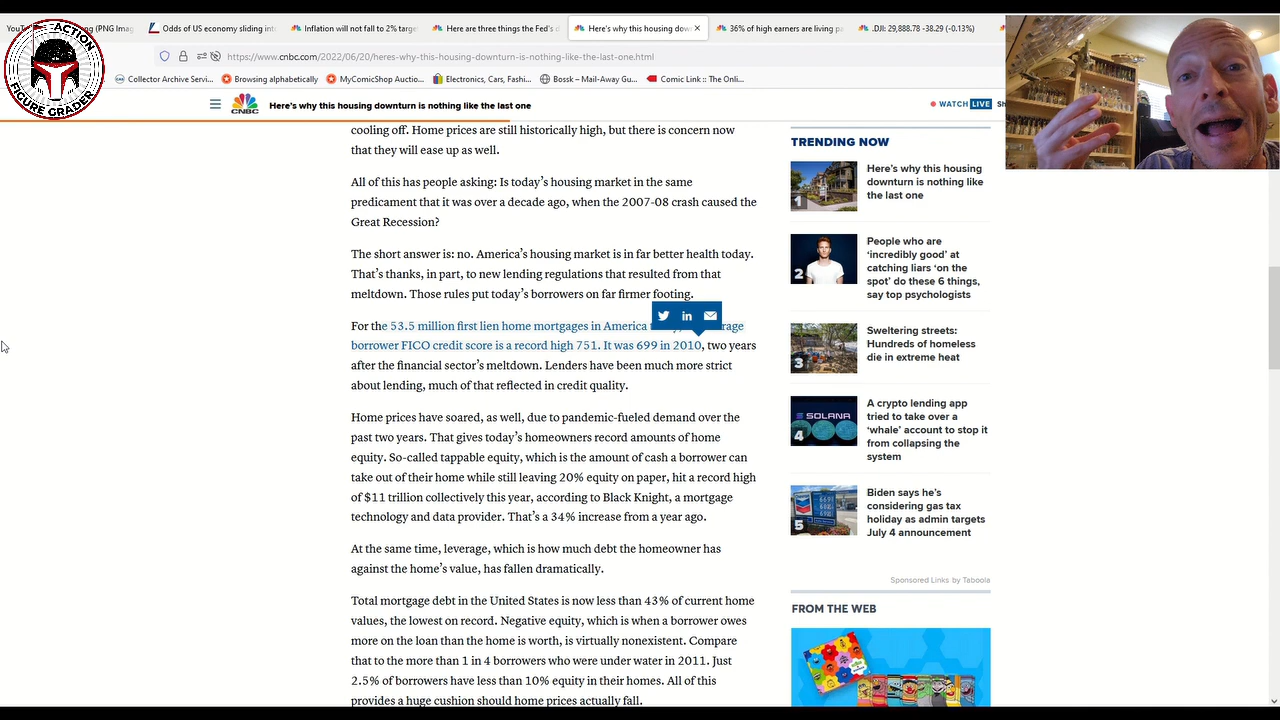 YouT
ng (PNG Imag
Odds of US economy sliding int
Inflation will not fall to 2% targe
Here are three things the Fed's d
Here's why this housing down
36% of high earners are living pa
.DJI: 29,888.78 -38.29 (-0.13%)
https://www.cnbc.com/2022/06/20/heres-why-this-housing-downturn-is-nothing-like-the-last-one.html
Collector Archive Servi...
Browsing alphabetically
MyComicShop Auctio...
Electronics, Cars, Fashi...
Bossk – Mail-Away Gu...
Comic Link :: The Onli...
ACTION
FIGURE GRADER
CNBC
Here's why this housing downturn is nothing like the last one
WATCH LIVE
cooling off. Home prices are still historically high, but there is concern now
that they will ease up as well.
All of this has people asking: Is today's housing market in the same
predicament that it was over a decade ago, when the 2007-08 crash caused the
Great Recession?
The short answer is: no. America's housing market is in far better health today.
That's thanks, in part, to new lending regulations that resulted from that
meltdown. Those rules put today's borrowers on far firmer footing.
For the 53.5 million first lien home mortgages in America rage
borrower FICO credit score is a record high 751. It was 699 in 2010, two years
after the financial sector's meltdown. Lenders have been much more strict
about lending, much of that reflected in credit quality.
Home prices have soared, as well, due to pandemic-fueled demand over the
past two years. That gives today's homeowners record amounts of home
equity. So-called tappable equity, which is the amount of cash a borrower can
take out of their home while still leaving 20% equity on paper, hit a record high
of $11 trillion collectively this year, according to Black Knight, a mortgage
technology and data provider. That's a 34% increase from a year ago.
At the same time, leverage, which is how much debt the homeowner has
against the home's value, has fallen dramatically.
Total mortgage debt in the United States is now less than 43% of current home
values, the lowest on record. Negative equity, which is when a borrower owes
more on the loan than the home is worth, is virtually nonexistent. Compare
that to the more than 1 in 4 borrowers who were under water in 2011. Just
2.5% of borrowers have less than 10% equity in their homes. All of this
provides a huge cushion should home prices actually fall.
TRENDING NOW
1
Here's why this housing
downturn is nothing like
the last one
2
People who are
'incredibly good' at
catching liars 'on the
spot' do these 6 things,
say top psychologists
3
Sweltering streets:
Hundreds of homeless
die in extreme heat
4
SOLANA
A crypto lending app
tried to take over a
'whale' account to stop it
from collapsing the
system
5
Biden says he's
considering gas tax
holiday as admin targets
July 4 announcement
Sponsored Links by Taboola
FROM THE WEB